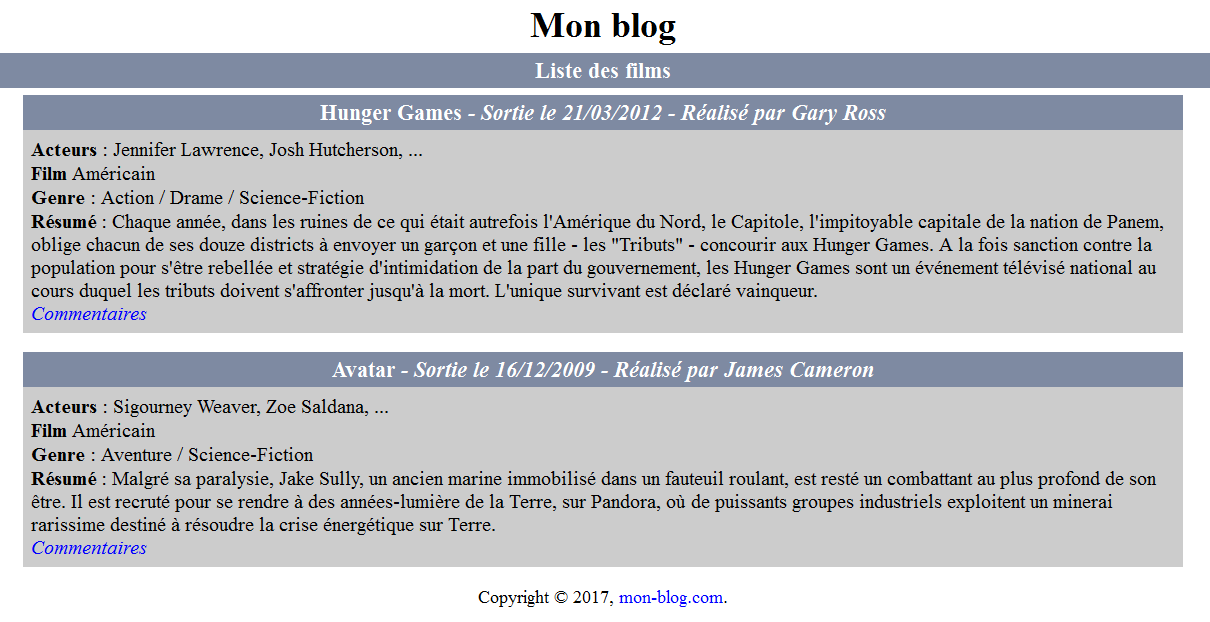 Mon blog
Liste des films
Hunger Games - Sortie le 21/03/2012 - Réalisé par Gary Ross
Acteurs : Jennifer Lawrence, Josh Hutcherson, ...
Film Américain
Genre : Action / Drame / Science-Fiction
Résumé : Chaque année, dans les ruines de ce qui était autrefois l'Amérique du Nord, le Capitole, l'impitoyable capitale de la nation de Panem,
oblige chacun de ses douze districts à envoyer un garçon et une fille - les "Tributs" - concourir aux Hunger Games. A la fois sanction contre la
population pour s'être rebellée et stratégie d'intimidation de la part du gouvernement, les Hunger Games sont un événement télévisé national au
cours duquel les tributs doivent s'affronter jusqu'à la mort. L'unique survivant est déclaré vainqueur.
Commentaires
Avatar - Sortie le 16/12/2009 - Réalisé par James Cameron
Acteurs : Sigourney Weaver, Zoe Saldana, ...
Film Américain
Genre : Aventure / Science-Fiction
Résumé : Malgré sa paralysie, Jake Sully, un ancien marine immobilisé dans un fauteuil roulant, est resté un combattant au plus profond de son
être. Il est recruté pour se rendre à des années-lumière de la Terre, sur Pandora, où de puissants groupes industriels exploitent un minerai
rarissime destiné à résoudre la crise énergétique sur Terre.
Commentaires
Copyright © 2017, mon-blog.com.